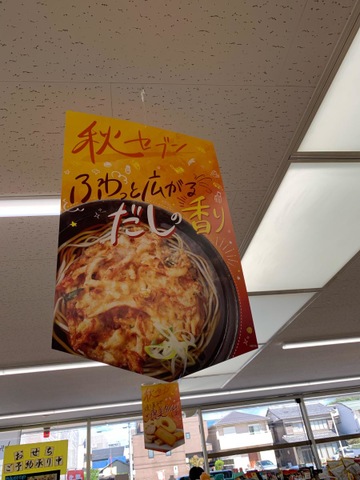 秋セブン
ふわっと広がる
だしの香り
おせち
ご予約承り中